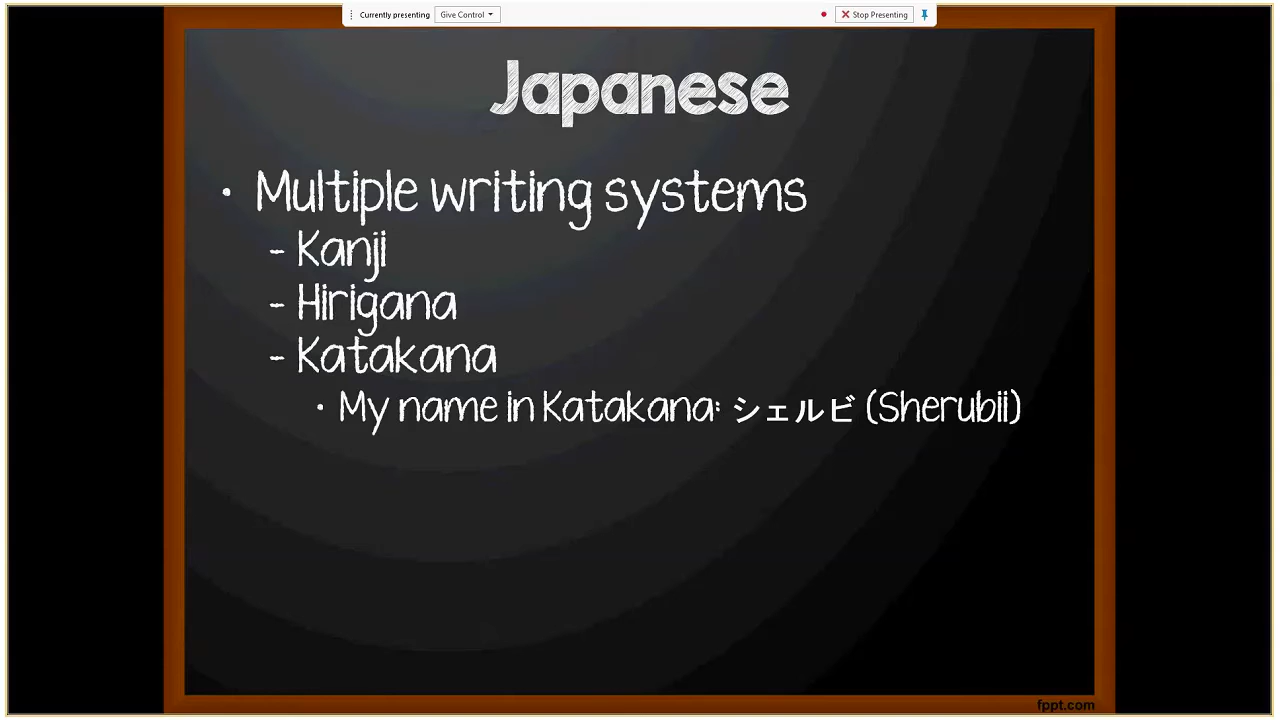 Currently presenting Give Control Stop Presenting
Japanese
• Multiple writing systems
– Kanji
– Hirigana
– Katakana
• My name in Katakana: シェルビ (Sherubii)
fppt.com